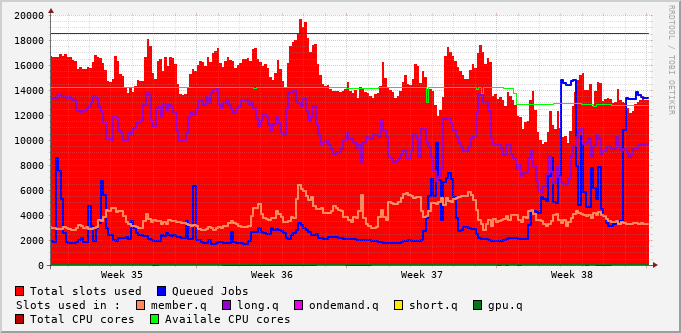 20000
18000
16000
14000
12000
10000
8000
6000
4000
2000
0
Week 35 Week 36 Week 37 Week 38
Total slots used Queued Jobs
Slots used in : member.q long.q ondemand.q short.q gpu.q
Total CPU cores Availale CPU cores
RRDTOOL / TOBI OETIKER